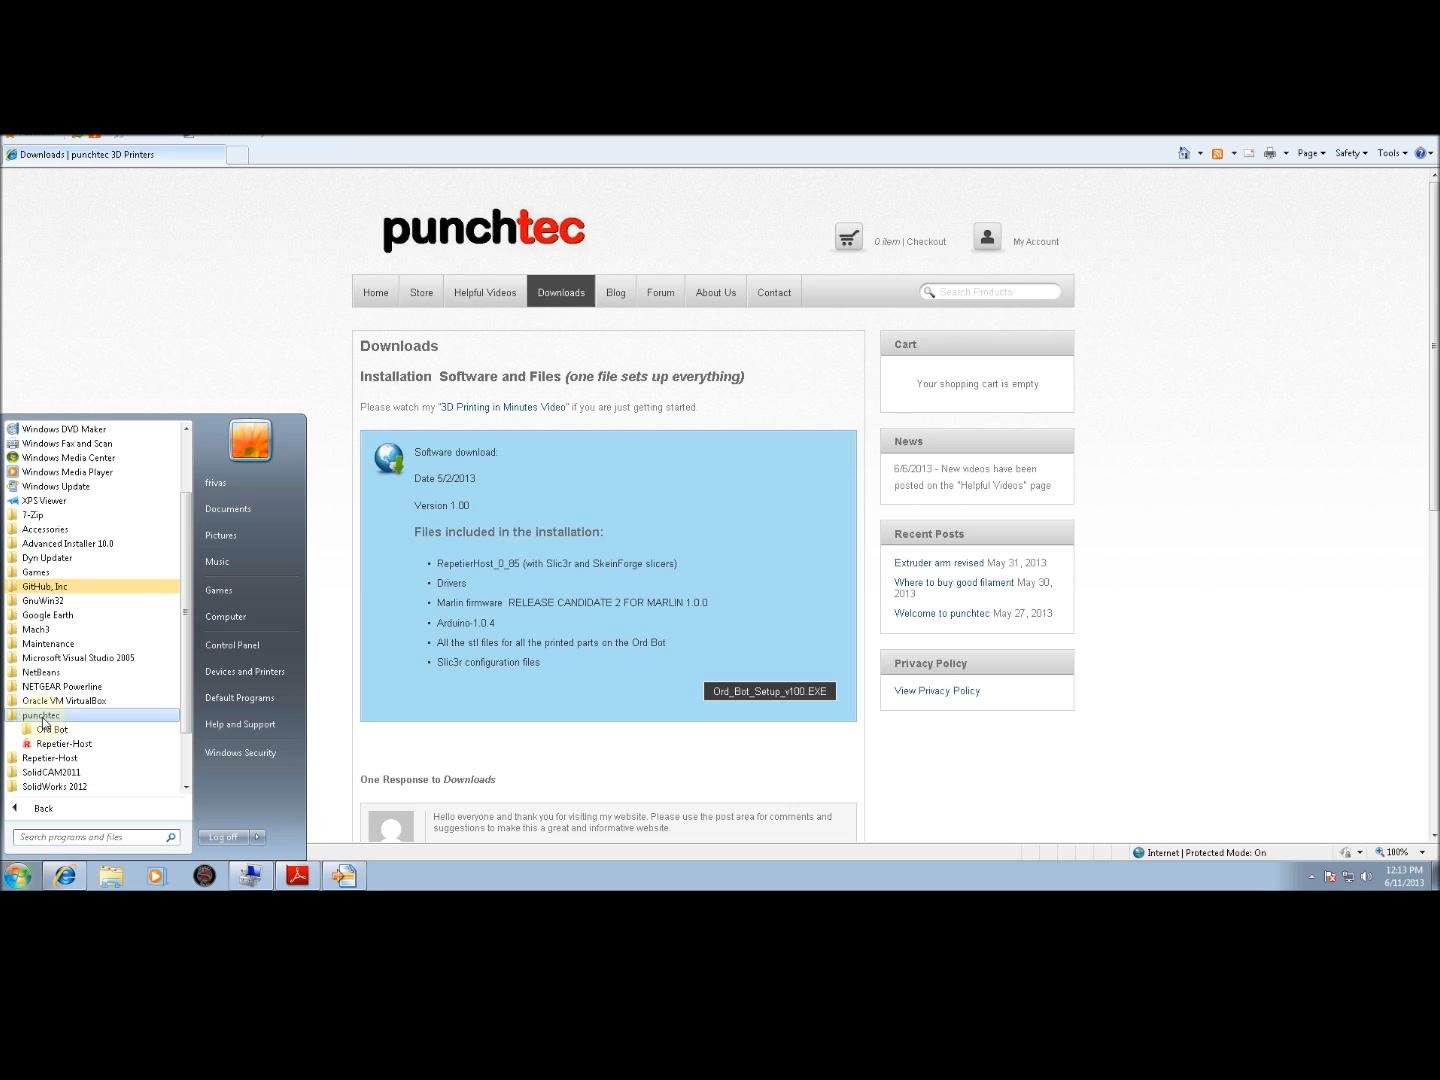 Downloads | punchtec 3D Printers
Page
Safety
Tools
punchtec
0 item | Checkout
My Account
Home
Store
Helpful Videos
Downloads
Blog
Forum
About Us
Contact
Search Products
Downloads
Installation Software and Files (one file sets up everything)
Please watch my "3D Printing in Minutes Video" if you are just getting started.
Software download:
Date 5/2/2013
Version 1.00
Files included in the installation:
• RepetierHost_0_85 (with Slic3r and SkeinForge slicers)
• Drivers
• Marlin firmware RELEASE CANDIDATE 2 FOR MARLIN 1.0.0
• Arduino-1.0.4
• All the stl files for all the printed parts on the Ord Bot
• Slic3r configuration files
Ord_Bot_Setup_v100.EXE
One Response to Downloads
Hello everyone and thank you for visiting my website. Please use the post area for comments and
suggestions to make this a great and informative website.
Cart
Your shopping cart is empty
News
6/6/2013 - New videos have been
posted on the "Helpful Videos" page
Recent Posts
Extruder arm revised May 31, 2013
Where to buy good filament May 30,
2013
Welcome to punchtec May 27, 2013
Privacy Policy
View Privacy Policy
Windows DVD Maker
Windows Fax and Scan
Windows Media Center
Windows Media Player
Windows Update
XPS Viewer
7-Zip
Accessories
Advanced Installer 10.0
Dyn Updater
Games
GitHub, Inc
GnuWin32
Google Earth
Mach3
Maintenance
Microsoft Visual Studio 2005
NetBeans
NETGEAR Powerline
Oracle VM VirtualBox
punchtec
Ord Bot
Repetier-Host
Repetier-Host
SolidCAM2011
SolidWorks 2012
Back
Search programs and files
frivas
Documents
Pictures
Music
Games
Computer
Control Panel
Devices and Printers
Default Programs
Help and Support
Windows Security
Log off
Internet | Protected Mode: On
100%
12:13 PM
6/11/2013